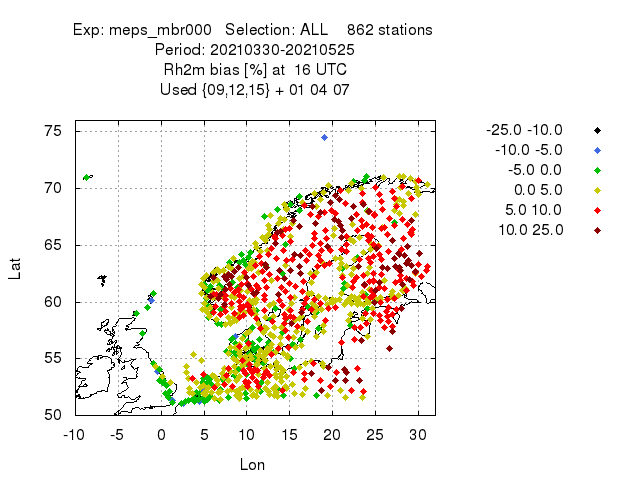 Exp: meps_mbr000   Selection: ALL    862 stations
Period: 20210330-20210525
Rh2m bias [%] at  16 UTC
Used {09,12,15} + 01 04 07
75
70
65
60
55
50
Lat
-10 -5 0 5 10 15 20 25 30
Lon
-25.0 -10.0
-10.0 -5.0
-5.0 0.0
0.0 5.0
5.0 10.0
10.0 25.0